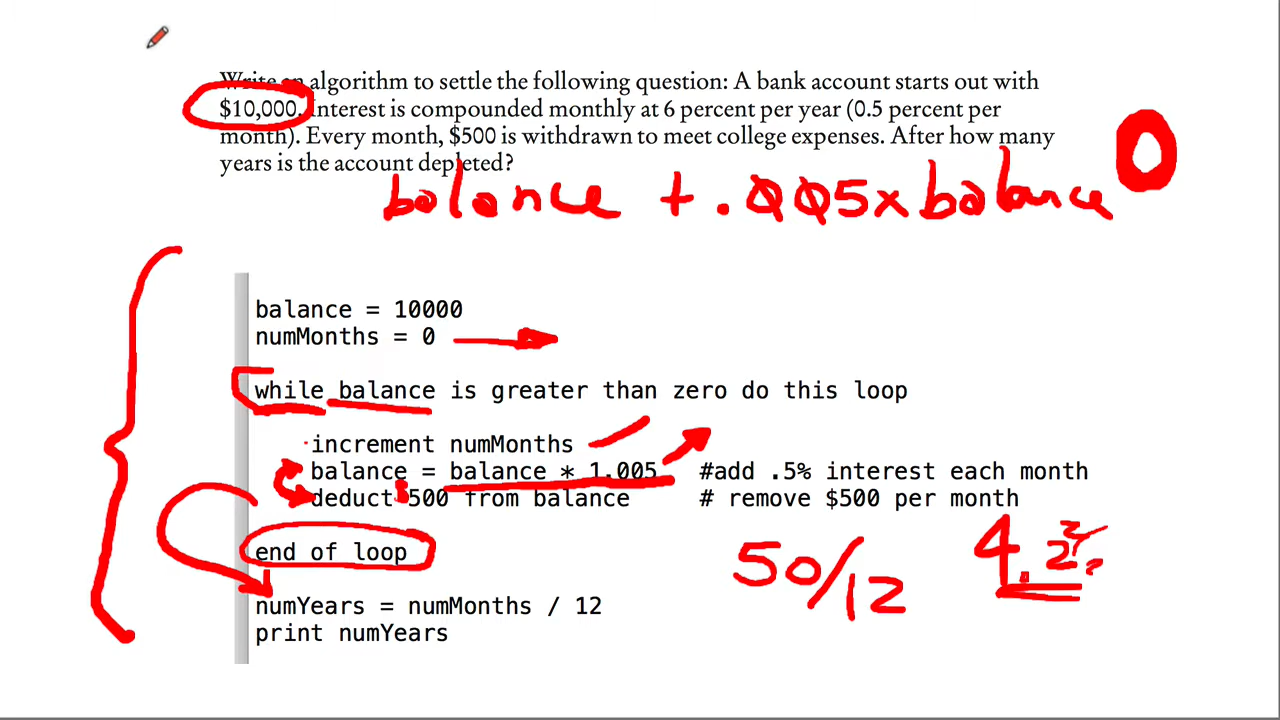 Write an algorithm to settle the following question: A bank account starts out with
$10,000. Interest is compounded monthly at 6 percent per year (0.5 percent per
month). Every month, $500 is withdrawn to meet college expenses. After how many
years is the account depleted?
0
balance + .005x balance
balance = 10000
numMonths = 0
while balance is greater than zero do this loop
increment numMonths
balance = balance * 1.005 #add .5% interest each month
deduct 500 from balance # remove $500 per month
end of loop
50/12
numYears = numMonths / 12
print numYears